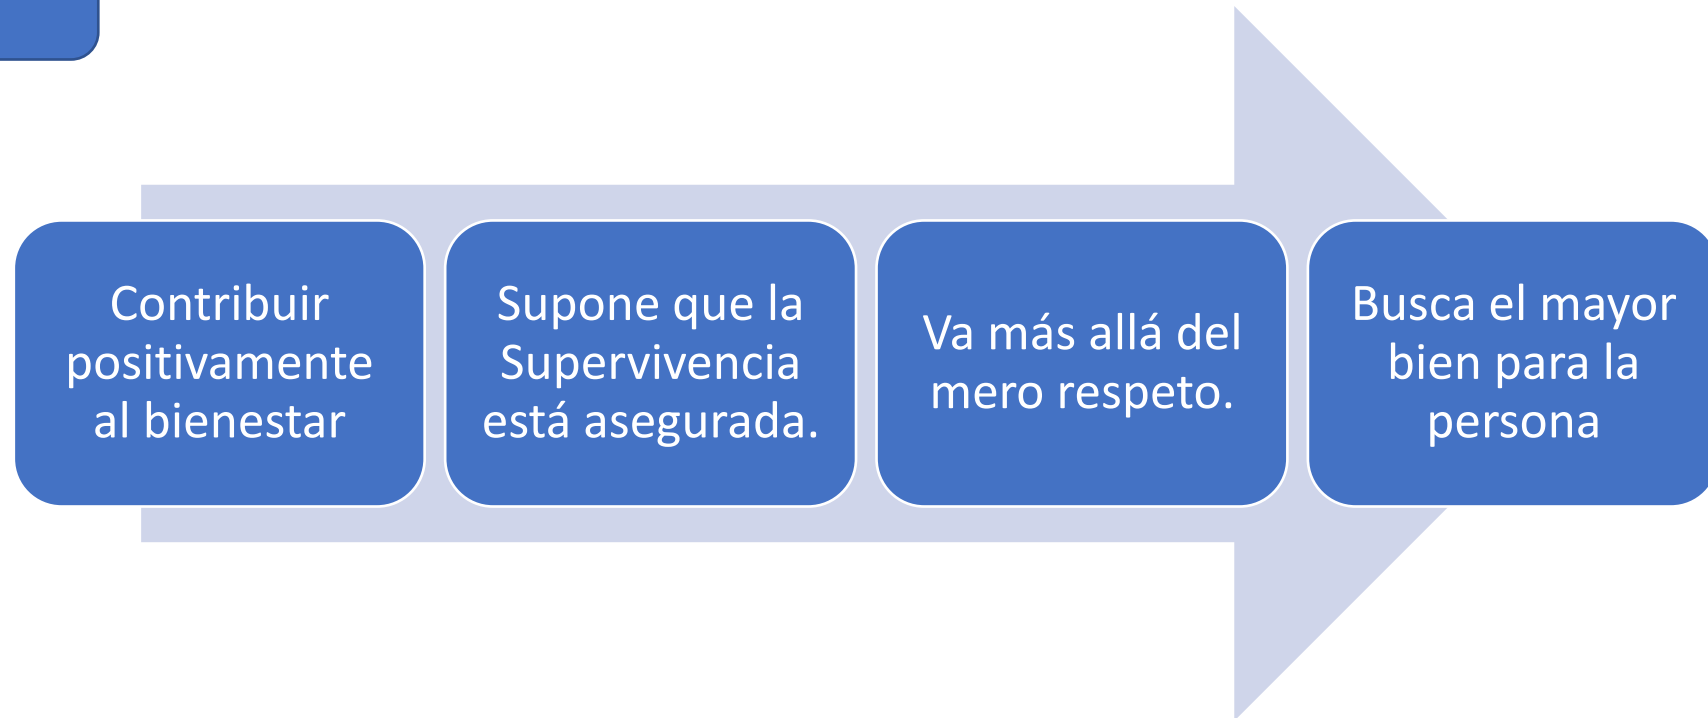 Contribuir
positivamente
al bienestar
Supone que la
Supervivencia
está asegurada.
Va más allá del
mero respeto.
Busca el mayor
bien para la
persona